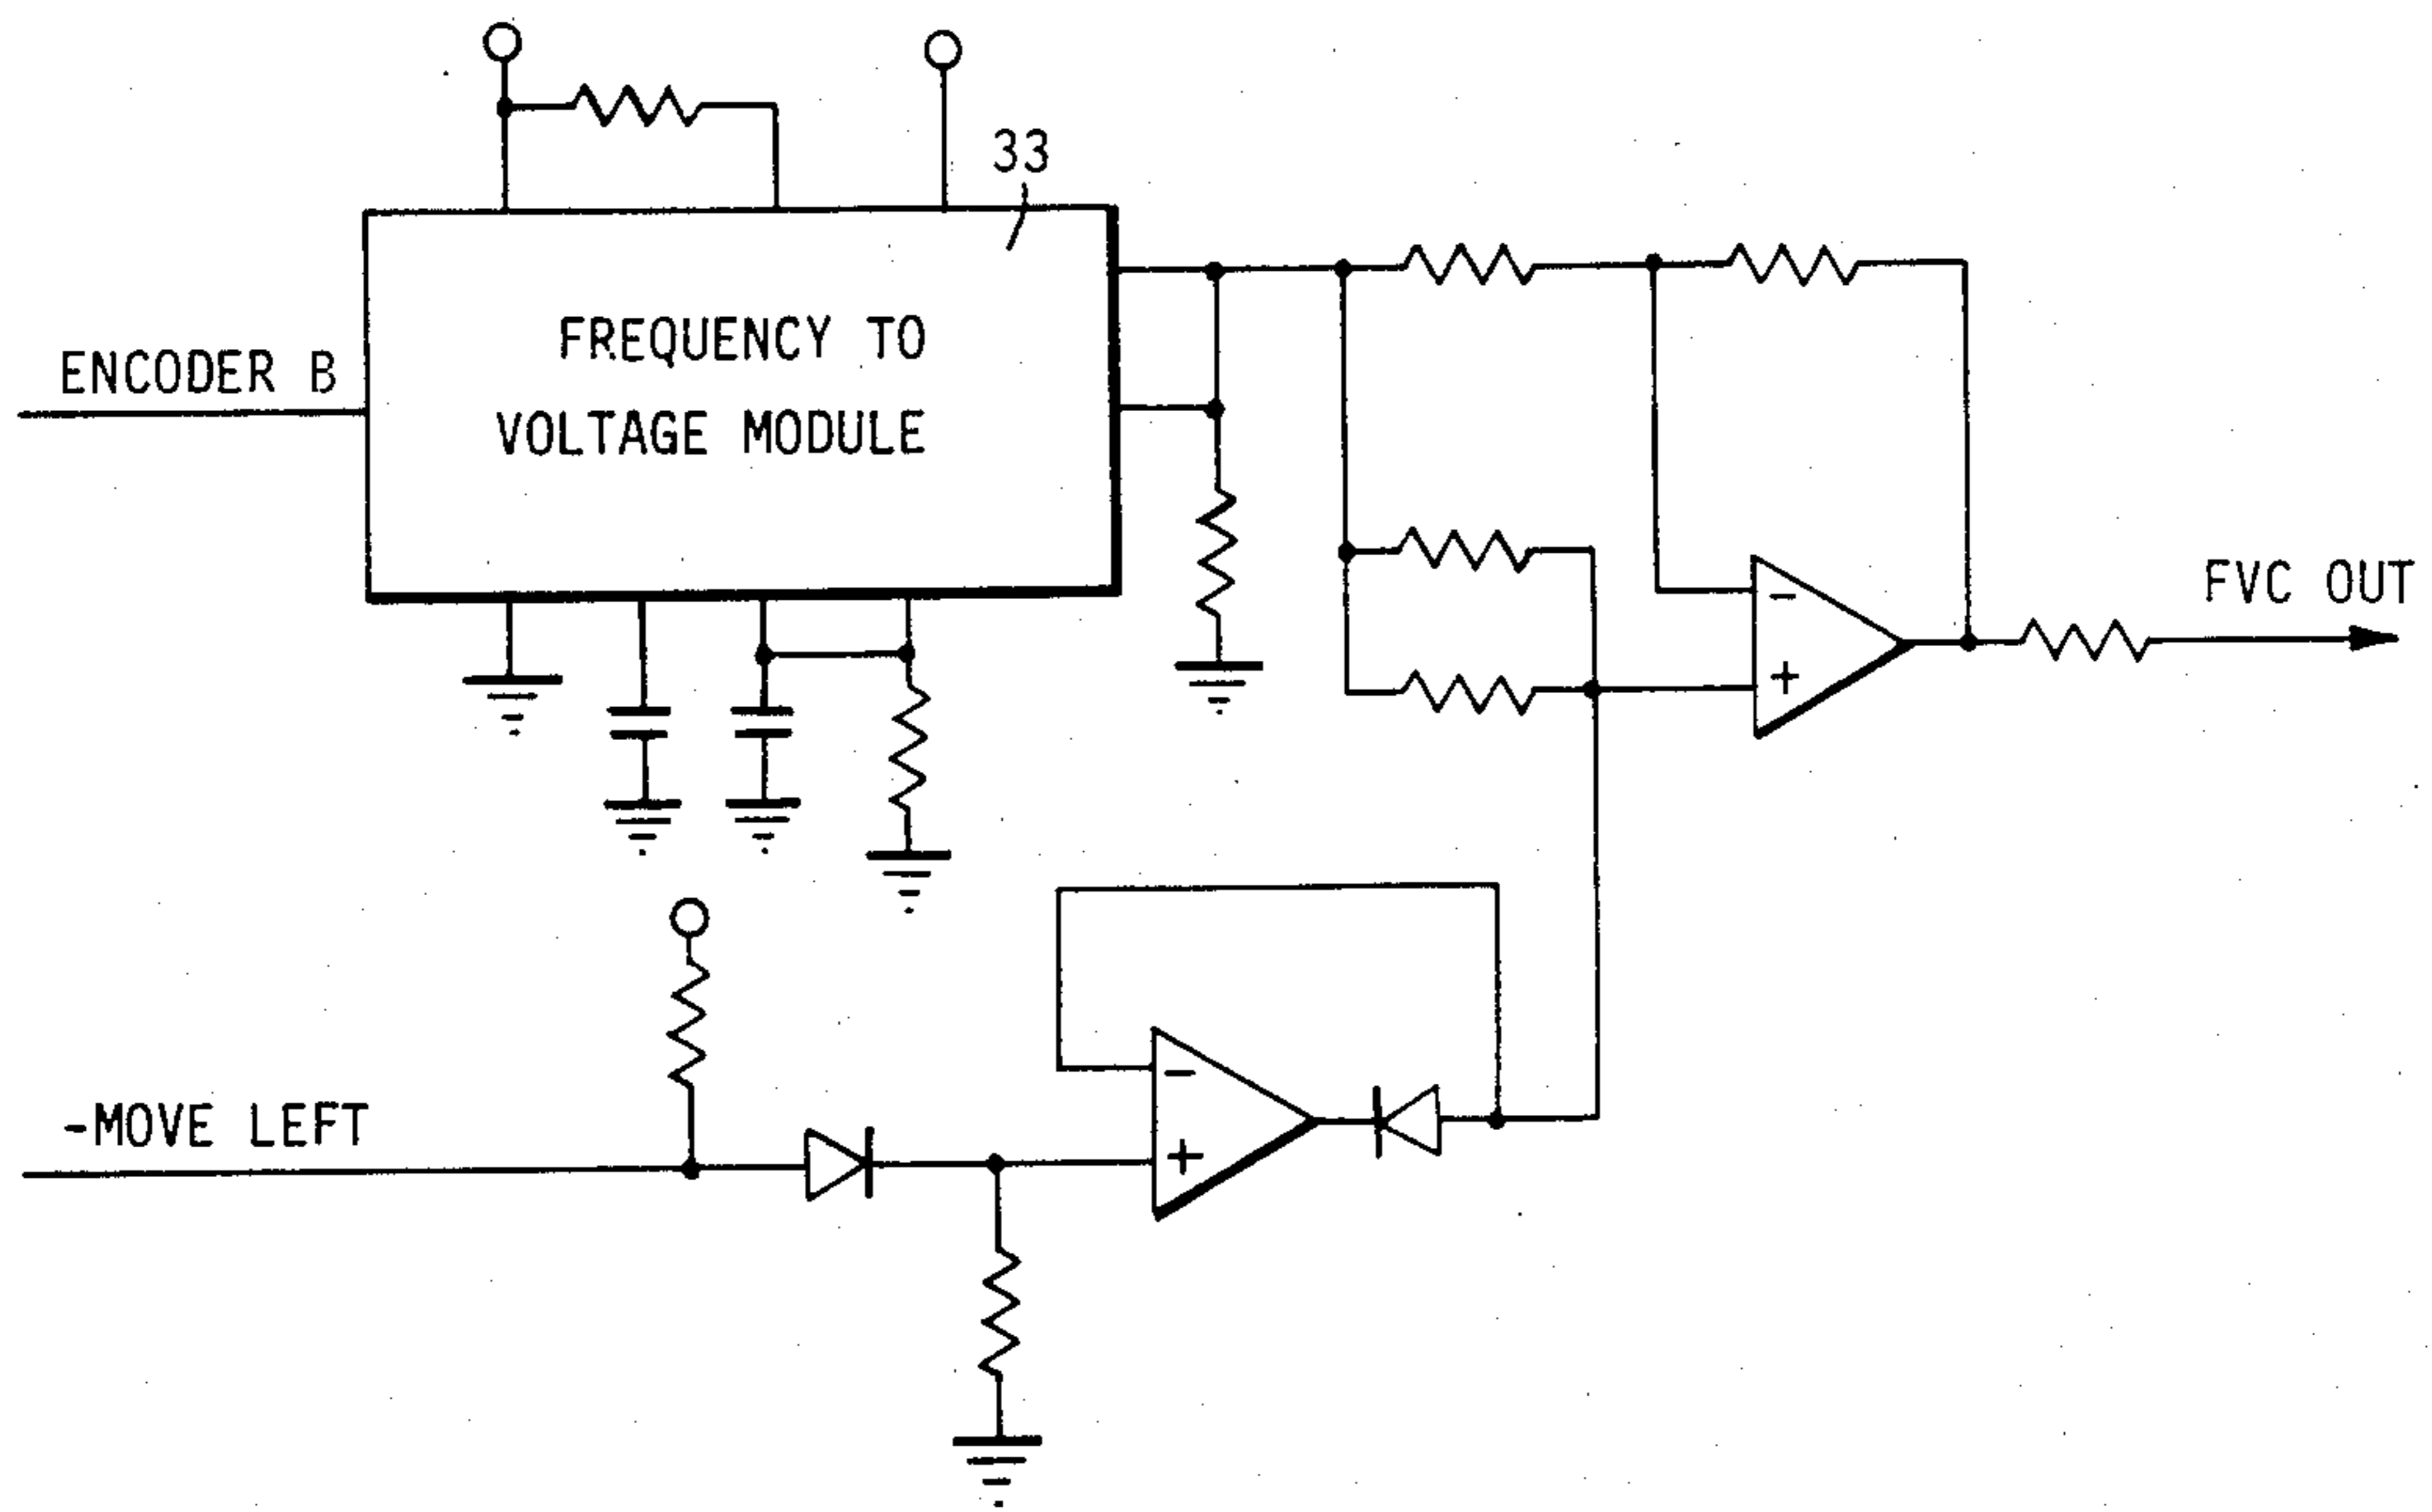 33
FREQUENCY TO
VOLTAGE MODULE
ENCODER B
FVC OUT
-
+
-MOVE LEFT
-
+